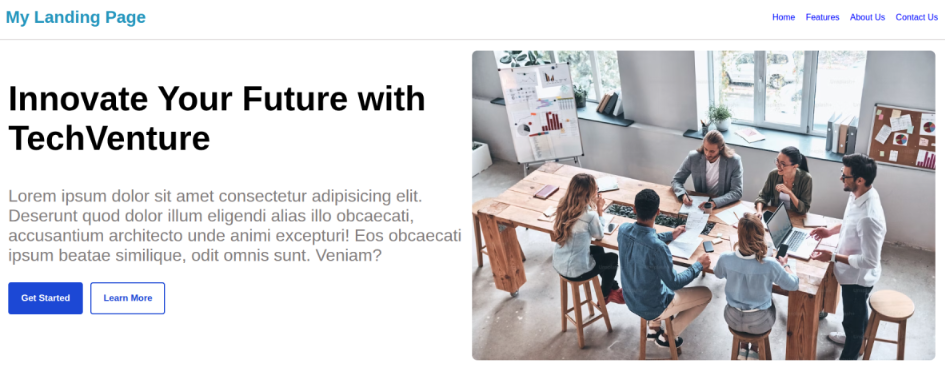 My Landing Page
Home Features About Us Contact Us
Innovate Your Future with
TechVenture
Lorem ipsum dolor sit amet consectetur adipisicing elit.
Deserunt quod dolor illum eligendi alias illo obcaecati,
accusantium architecto unde animi excepturi! Eos obcaecati
ipsum beatae similique, odit omnis sunt. Veniam?
Get Started Learn More